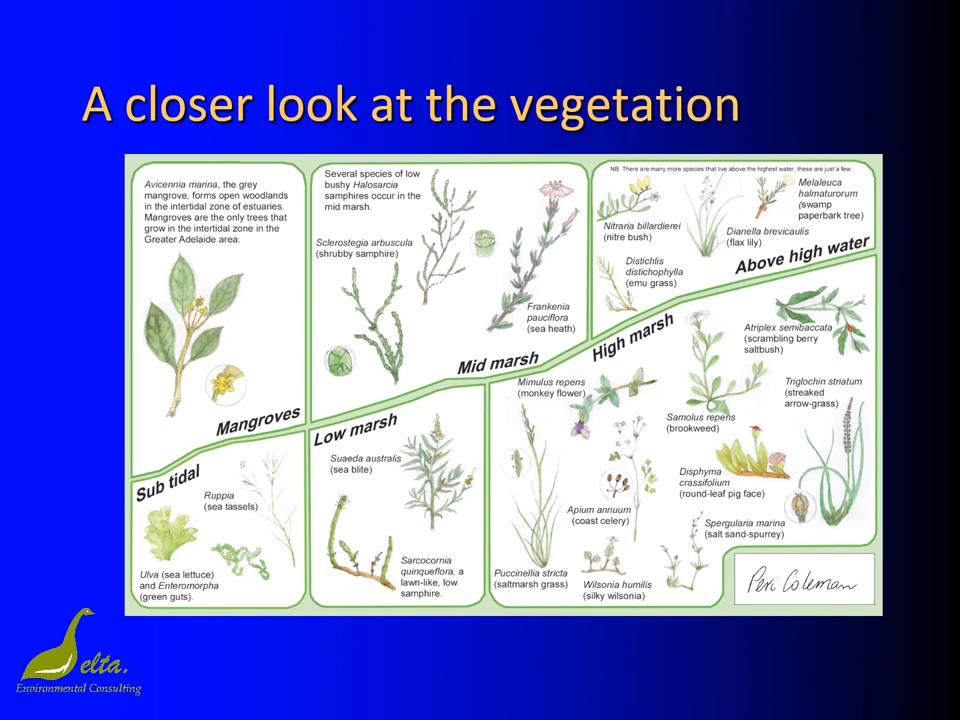 A closer look at the vegetation
Avicennia marina, the grey
mangrove, forms open woodlands
in the intertidal zone of estuaries.
Mangroves are the only trees that
grow in the intertidal zone in the
Greater Adelaide area.
Mangroves
Several species of low
bushy Halosarcia
samphires occur in the
mid marsh.
Sclerostegia arbuscula
(shrubby samphire)
Frankenia
pauciflora
(sea heath)
Mid marsh
NB. There are many more species that live above the highest water, these are just a few.
Nitraria billardierei
(nitre bush)
Melaleuca
halmaturorum
(swamp
paperbark tree)
Dianella brevicaulis
(flax lily)
Distichlis
distichophylla
(emu grass)
Above high water
Sub tidal
Ruppia
(sea tassels)
Ulva (sea lettuce)
and Enteromorpha
(green guts).
Low marsh
Suaeda australis
(sea blite)
Sarcocornia
quinqueflora, a
lawn-like, low
samphire.
High marsh
Mimulus repens
(monkey flower)
Atriplex semibaccata
(scrambling berry
saltbush)
Triglochin striatum
(streaked
arrow-grass)
Samolus repens
(brookweed)
Disphyma
crassifolium
(round-leaf pig face)
Apium annuum
(coast celery)
Spergularia marina
(salt sand-spurrey)
Puccinellia stricta
(saltmarsh grass)
Wilsonia humilis
(silky wilsonia)
Peri Coleman
elta.
Environmental Consulting